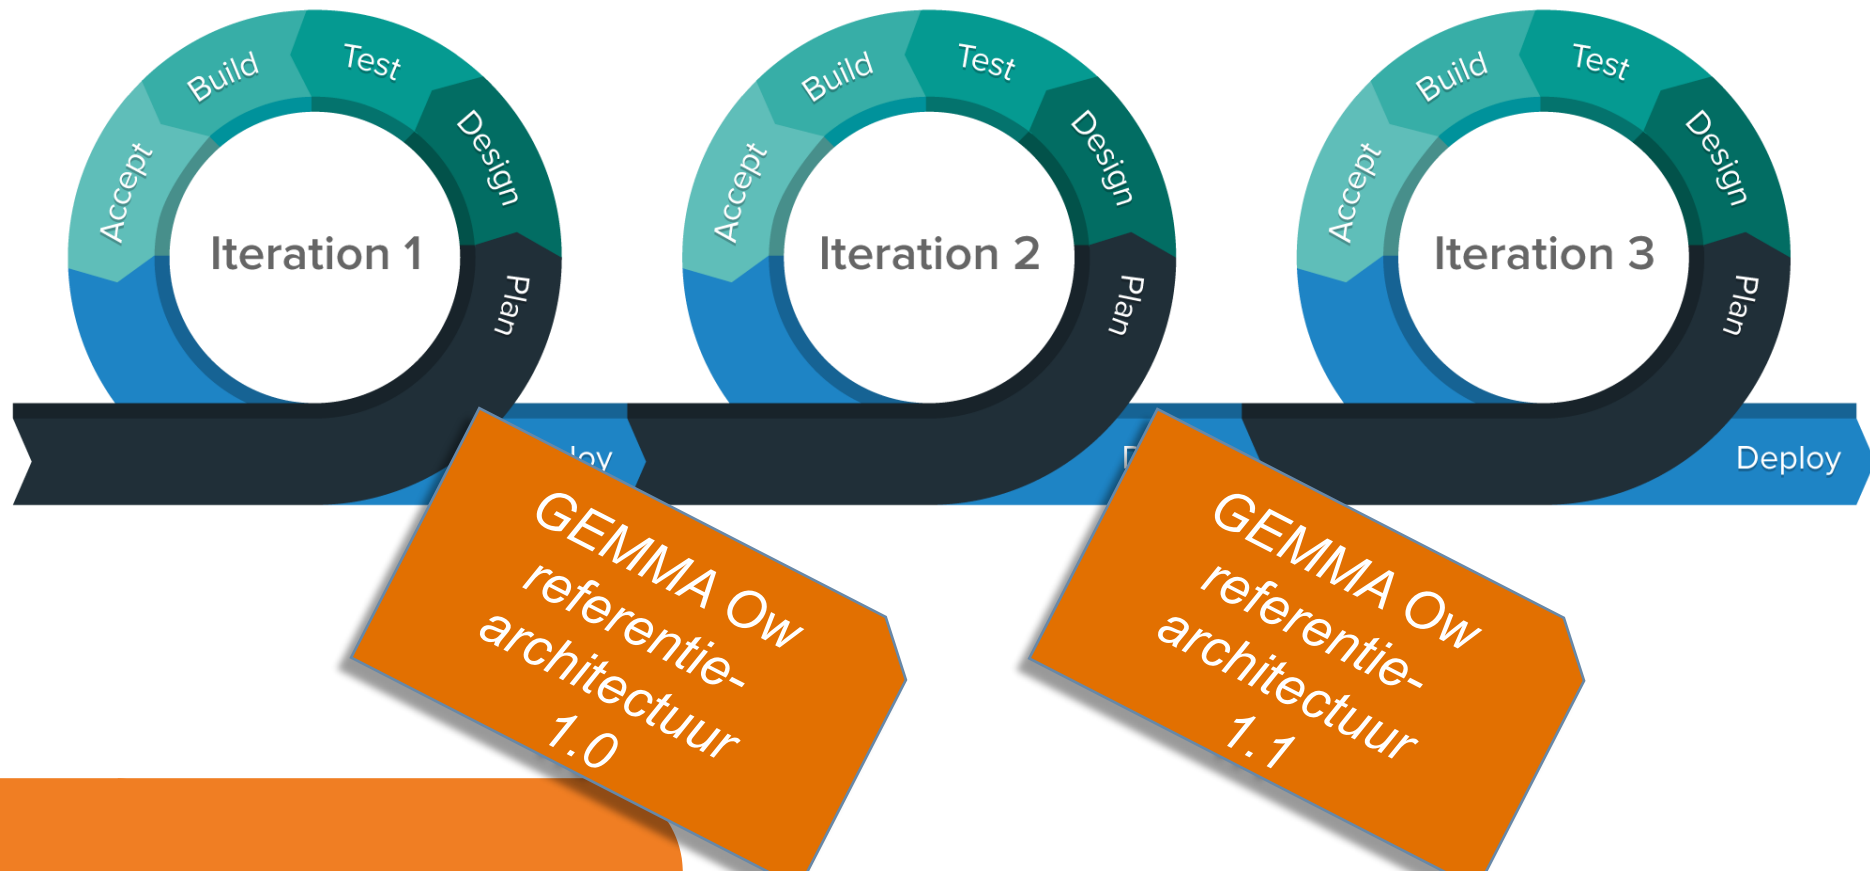 Accept
Build
Test
Design
Plan
Iteration 1
Accept
Build
Test
Design
Plan
Iteration 2
Accept
Build
Test
Design
Plan
Iteration 3
Deploy
GEMMA Ow
referentie-
architectuur
1.0
GEMMA Ow
referentie-
architectuur
1.1